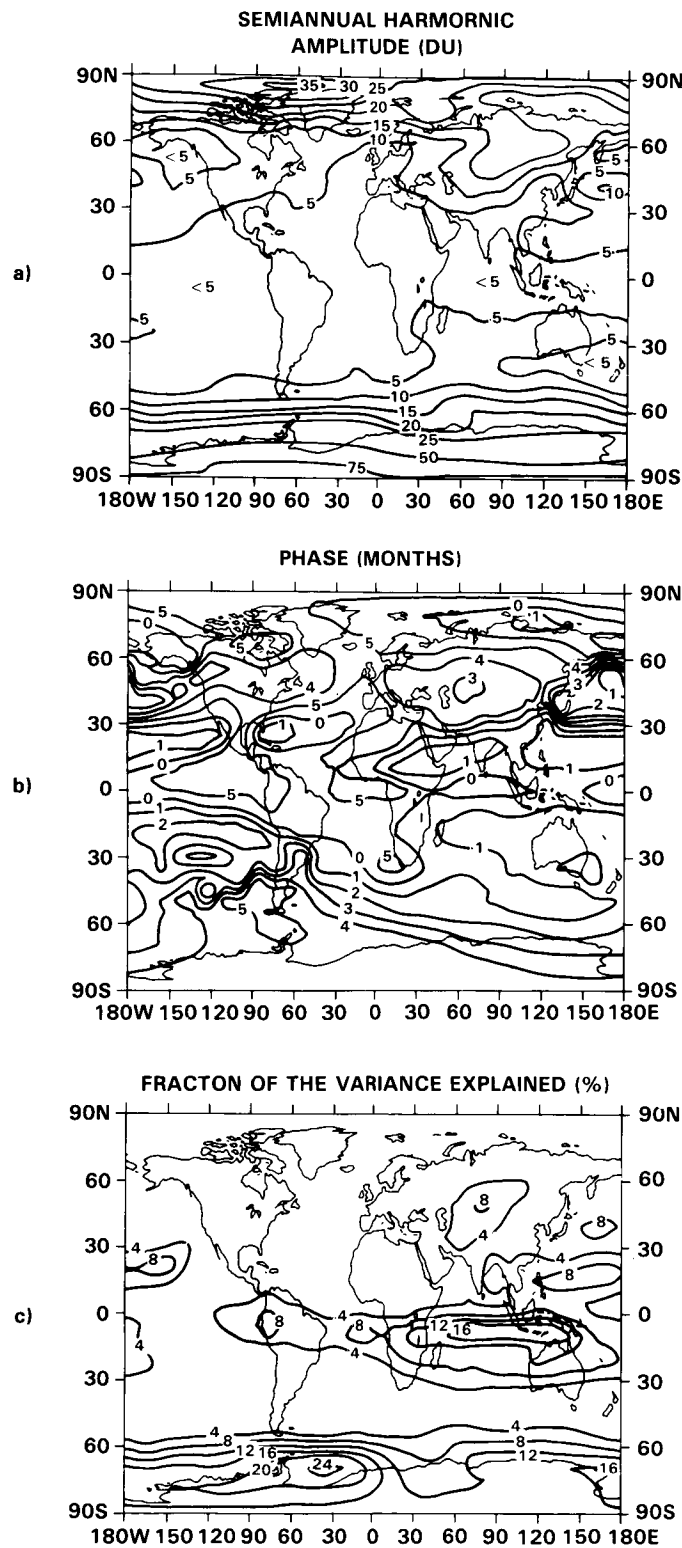 SEMIANNUAL HARMORNIC
AMPLITUDE (DU)
90N 90N
35 30 25
20
15
60 10 60
<5 5
5 5
10
30 5 30
5
a) 0 <5 <5 0
5
30 5 30
<5
5
10
60 15 60
20
25
50
90S 75 90S
180W 150 120 90 60 30 0 30 60 90 120 150 180E
PHASE (MONTHS)
90N 90N
5 0
0 1
5 5
60 4 4 60
3 3
4 1
5 2
30 1 0 30
1 1 1
0 0
b) 0 5 5 0
0
1
2 1
30 0 5 30
1
2
5 3
60 4 60
90S 90S
180W 150 120 90 60 30 0 30 60 90 120 150 180E
FRACTON OF THE VARIANCE EXPLAINED (%)
90N 90N
60 8 60
8
4
30 4 30
8 4
8
c) 0 4 0
8 8 12 16
4 4
30 30
4 4
8 8
60 12 16 12 60
20 24 16
90S 90S
180W 150 120 90 60 30 0 30 60 90 120 150 180E